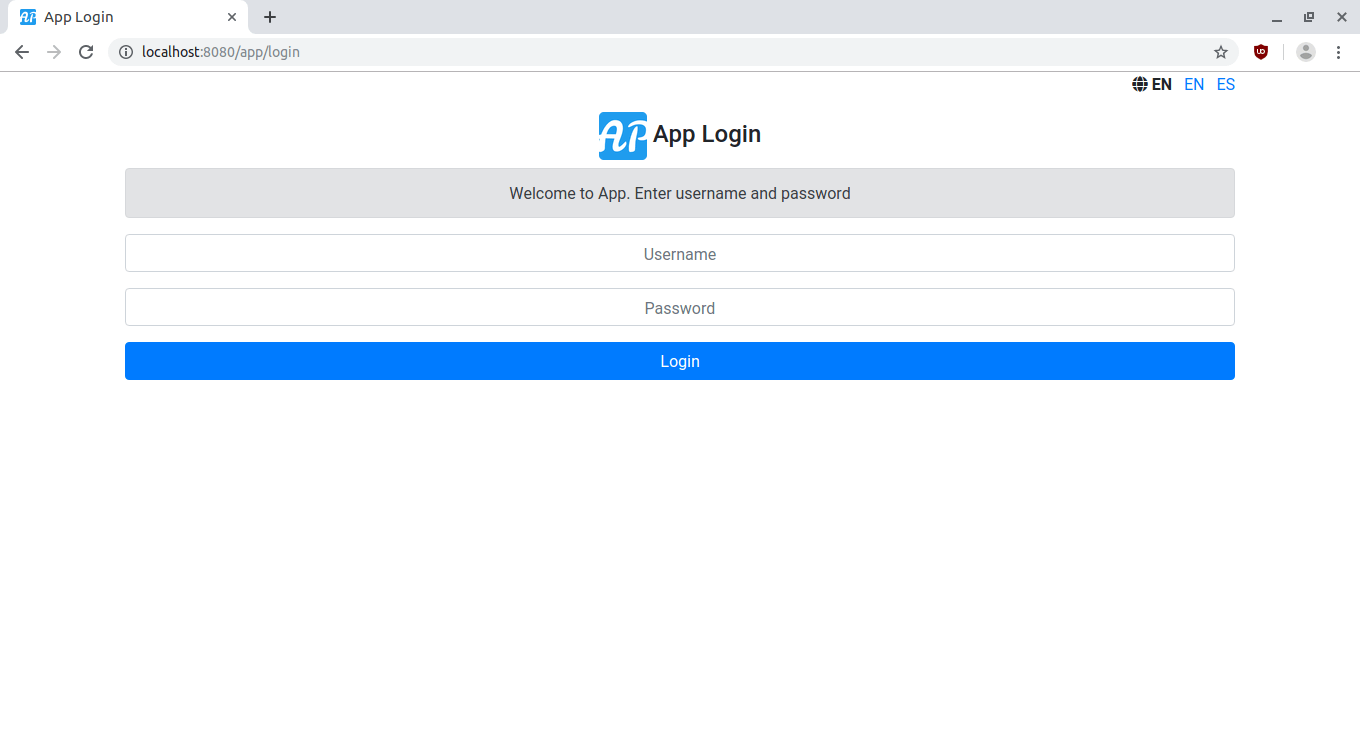 App Login
localhost:8080/app/login
EN EN ES
AP App Login
Welcome to App. Enter username and password
Username
Password
Login